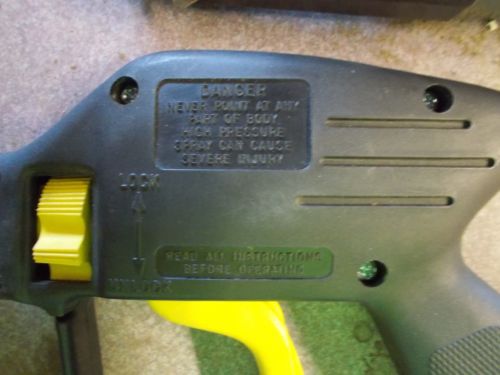 DANGER
NEVER POINT AT ANY
PART OF BODY
HIGH PRESSURE
SPRAY CAN CAUSE
SEVERE INJURY
LOCK
UNLOCK
READ ALL INSTRUCTIONS
BEFORE OPERATING